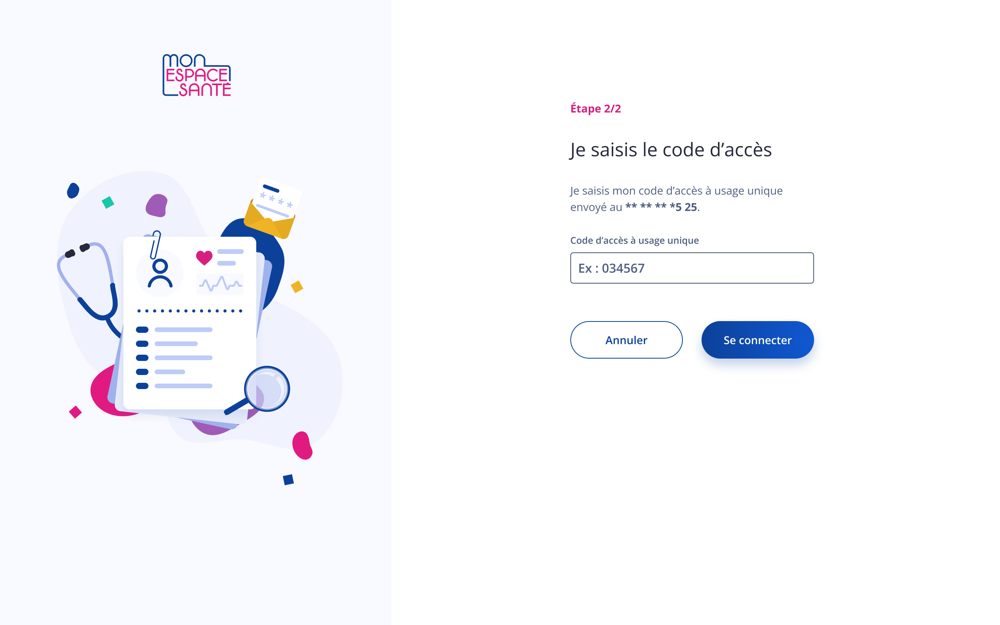 mon
ESPACE
SANTÉ
Étape 2/2
Je saisis le code d’accès
Je saisis mon code d’accès à usage unique
envoyé au ** ** ** *5 25.
Code d’accès à usage unique
Ex : 034567
Annuler
Se connecter
****